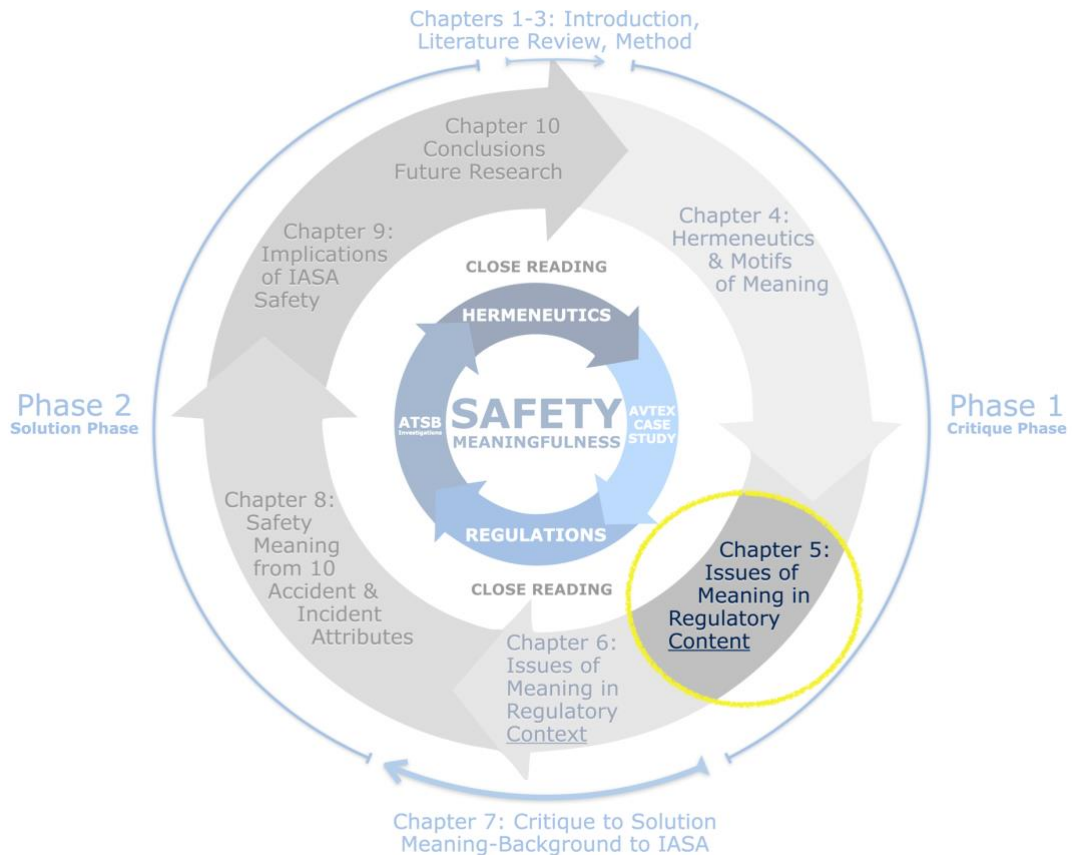 Chapters 1-3: Introduction,
Literature Review, Method
Chapter 10
Conclusions
Future Research
Chapter 4:
Hermeneutics
& Motifs
of Meaning
Chapter 9:
Implications
of IASA
Safety
CLOSE READING
HERMENEUTICS
Phase 2
Solution Phase
ATSB
Investigations
SAFETY
MEANINGFULNESS
AVTEX
CASE
STUDY
Phase 1
Critique Phase
REGULATIONS
CLOSE READING
Chapter 8:
Safety
Meaning
from 10
Accident &
Incident
Attributes
Chapter 5:
Issues of
Meaning in
Regulatory
Content
Chapter 6:
Issues of
Meaning in
Regulatory
Context
Chapter 7: Critique to Solution
Meaning-Background to IASA